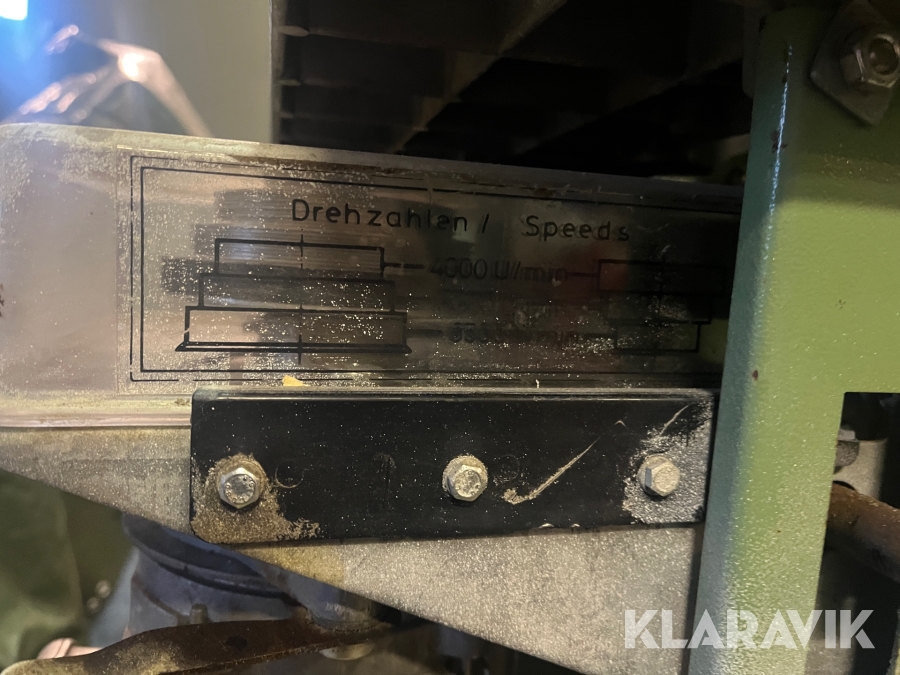 Drehzahlen / Speeds
4000 U/min
KLARAVIK